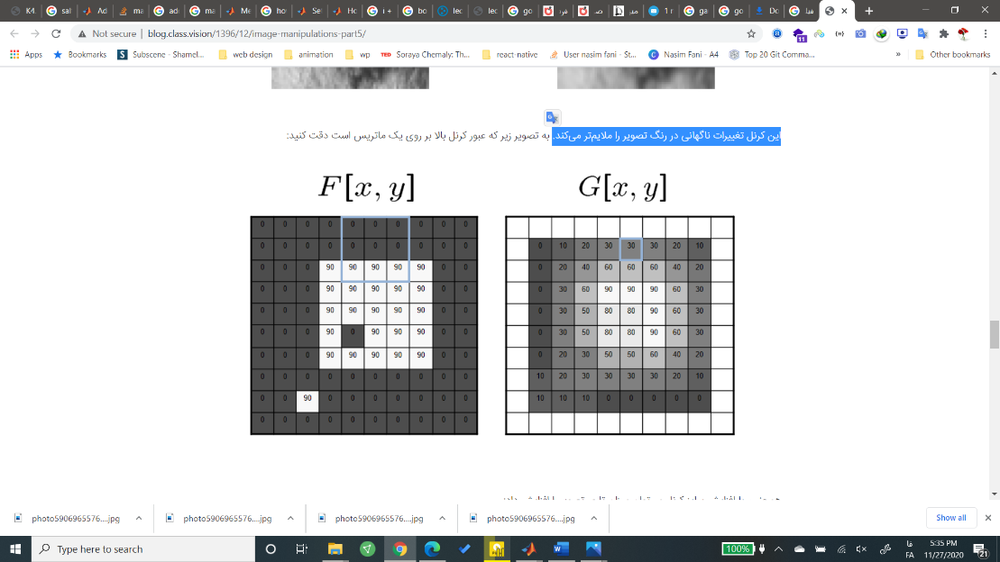 K4
sal
Ad
ma
ad
ma
Me
ho
Se
Ho
i +
bo
lec
lec
go
فر
صـ
مفـ
1 r
ga
go
Do
فبا
Not secure | blog.class.vision/1396/12/image-manipulations-part5/
11
Apps
Bookmarks
Subscene - Shamel...
web design
animation
wp
TED Soraya Chemaly: Th...
react-native
User nasim fani - St...
Nasim Fani - A4
Top 20 Git Comma...
»
Other bookmarks
این کرنل تغییرات ناگهانی در رنگ تصویر را ملایم‌تر می‌کند. به تصویر زیر که عبور کرنل بالا بر روی یک ماتریس است دقت کنید:
F[x, y]
0 0 0 0 0 0 0 0 0 0
0 0 0 0 0 0 0 0 0 0
0 0 0 90 90 90 90 90 0 0
0 0 0 90 90 90 90 90 0 0
0 0 0 90 90 90 90 90 0 0
0 0 0 90 0 90 90 90 0 0
0 0 0 90 90 90 90 90 0 0
0 0 0 0 0 0 0 0 0 0
0 0 90 0 0 0 0 0 0 0
0 0 0 0 0 0 0 0 0 0
G[x, y]
0 10 20 30 30 30 20 10
0 20 40 60 60 60 40 20
0 30 60 90 90 90 60 30
0 30 50 80 80 90 60 30
0 30 50 80 80 90 60 30
0 20 30 50 50 60 40 20
10 20 30 30 30 30 20 10
10 10 10 0 0 0 0 0
photo5906965576....jpg
photo5906965576....jpg
photo5906965576....jpg
photo5906965576....jpg
Show all
Type here to search
100%
فا
FA
5:35 PM
11/27/2020
21